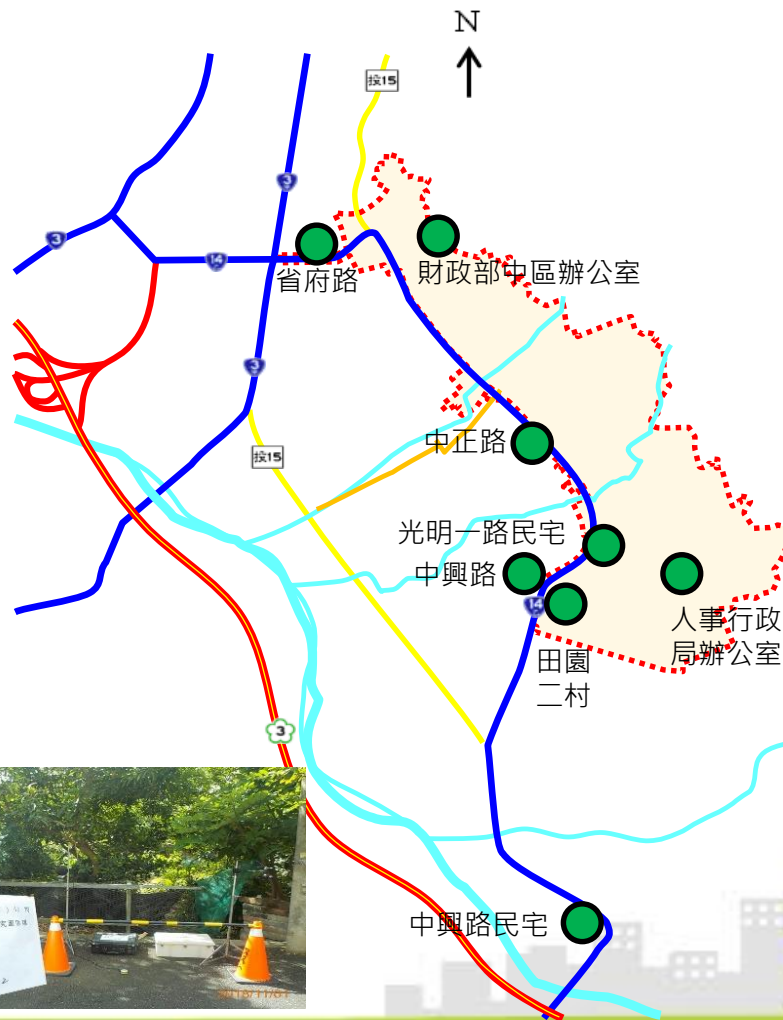 N
投15
3
3
14
省府路
財政部中區辦公室
3
中正路
投15
光明一路民宅
中興路
14
人事行政
局辦公室
田園
二村
3
中興路民宅